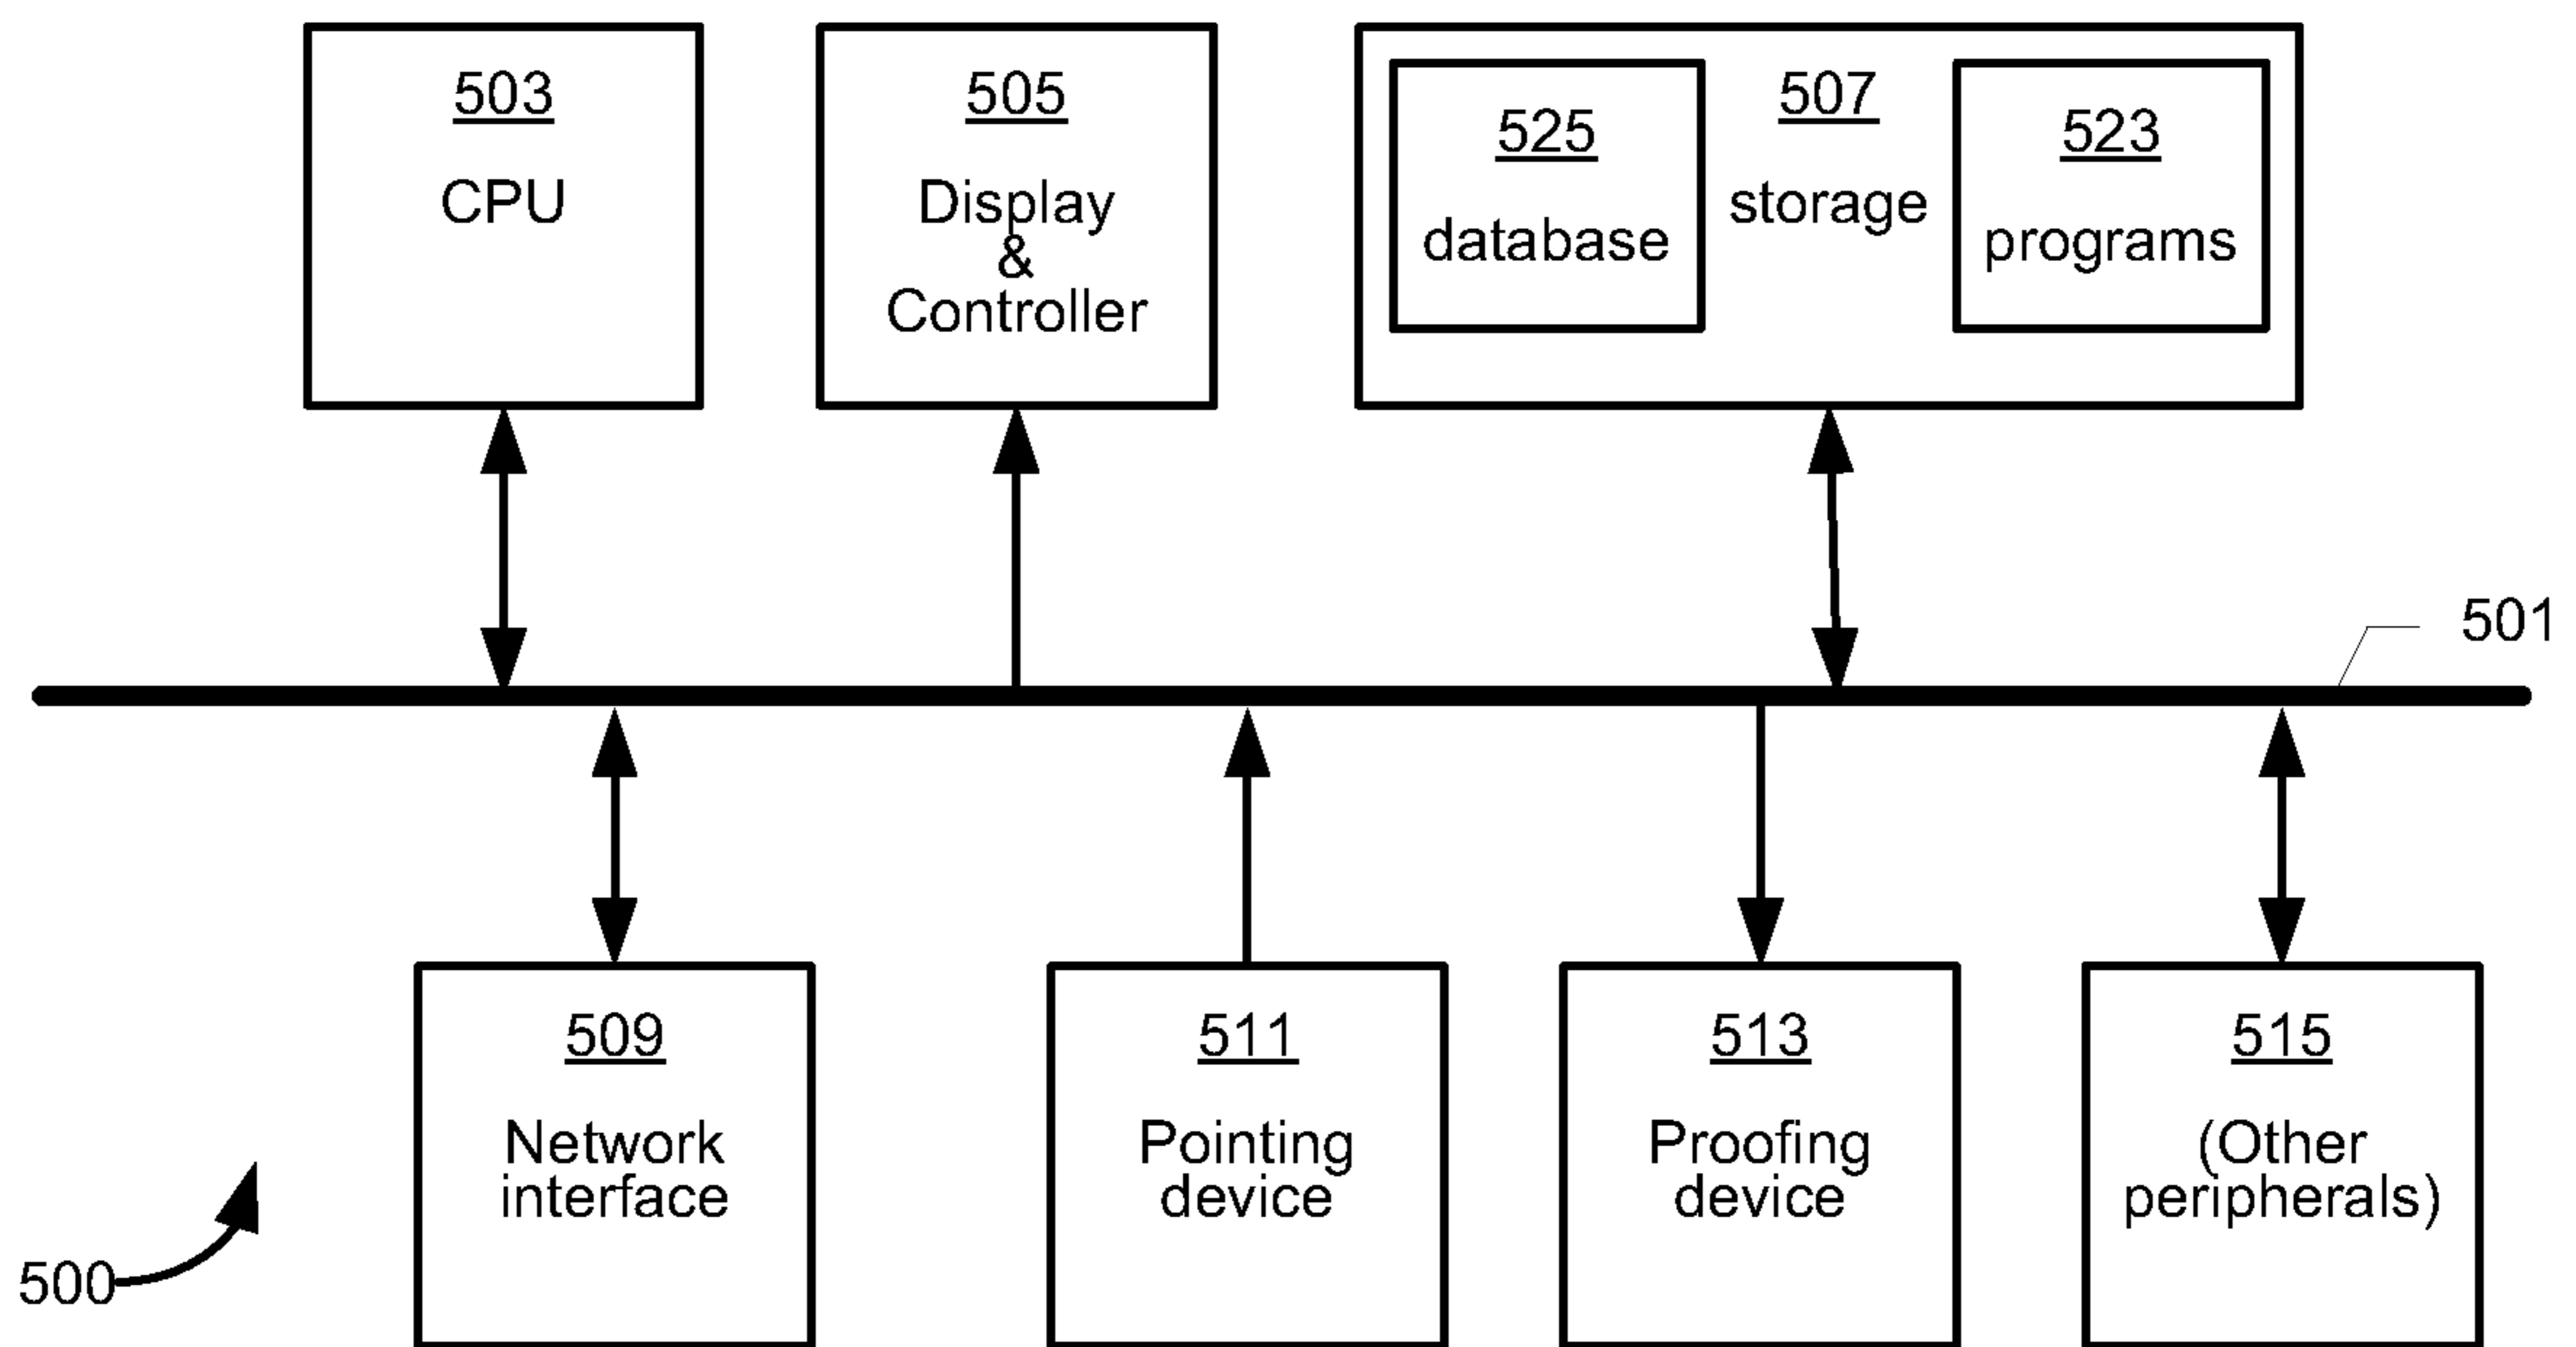 503
CPU
505
Display
&
Controller
507
storage
525
database
523
programs
501
509
Network
interface
511
Pointing
device
513
Proofing
device
515
(Other
peripherals)
500